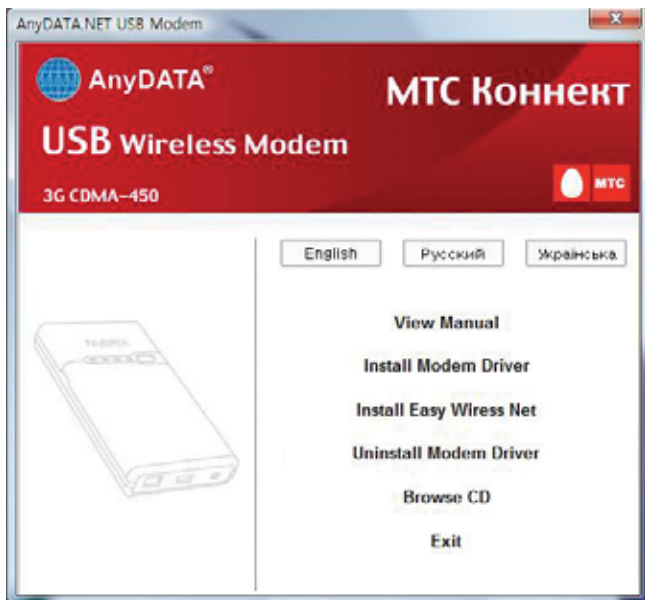 AnyDATA.NET USB Modem
AnyDATA®
МТС Коннект
USB Wireless Modem
3G CDMA-450
МТС
English Русский Українська
View Manual
Install Modem Driver
Install Easy Wiress Net
Uninstall Modem Driver
Browse CD
Exit
AnyDATA